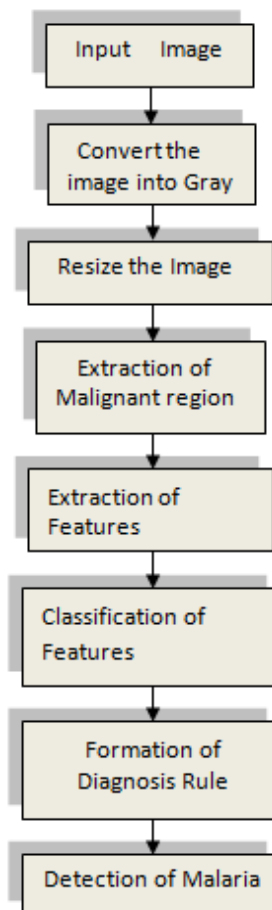 Input Image
Convert the
image into Gray
Resize the Image
Extraction of
Malignant region
Extraction of
Features
Classification of
Features
Formation of
Diagnosis Rule
Detection of Malaria